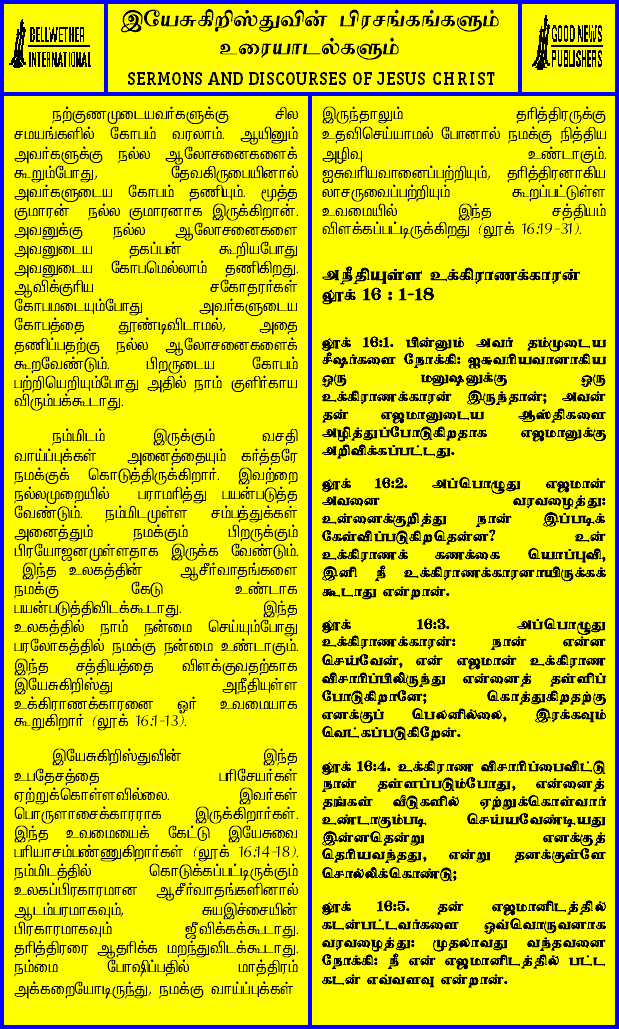 BELLWETHER
INTERNATIONAL
இயேசுகிறிஸ்துவின் பிரசங்கங்களும்
உரையாடல்களும்
SERMONS AND DISCOURSES OF JESUS CHRIST
GOOD NEWS
PUBLISHERS
நற்குணமுடையவர்களுக்கு சில
சமயங்களில் கோபம் வரலாம். ஆயினும்
அவர்களுக்கு நல்ல ஆலோசனைகளைக்
கூறும்போது, தேவகிருபையினால்
அவர்களுடைய கோபம் தணியும். மூத்த
குமாரன் நல்ல குமாரனாக இருக்கிறான்.
அவனுக்கு நல்ல ஆலோசனைகளை
அவனுடைய தகப்பன் கூறியபோது
அவனுடைய கோபமெல்லாம் தணிகிறது.
ஆவிக்குரிய சகோதரர்கள்
கோபமடையும்போது அவர்களுடைய
கோபத்தை தூண்டிவிடாமல், அதை
தணிப்பதற்கு நல்ல ஆலோசனைகளைக்
கூறவேண்டும். பிறருடைய கோபம்
பற்றியெறியும்போது அதில் நாம் குளிர்காய
விரும்பக்கூடாது.
நம்மிடம் இருக்கும் வசதி
வாய்ப்புக்கள் அனைத்தையும் கர்த்தரே
நமக்குக் கொடுத்திருக்கிறார். இவற்றை
நல்லமுறையில் பராமரித்து பயன்படுத்த
வேண்டும். நம்மிடமுள்ள சம்பத்துக்கள்
அனைத்தும் நமக்கும் பிறருக்கும்
பிரயோஜனமுள்ளதாக இருக்க வேண்டும்.
இந்த உலகத்தின் ஆசீர்வாதங்களை
நமக்கு கேடு உண்டாக
பயன்படுத்திவிடக்கூடாது. இந்த
உலகத்தில் நாம் நன்மை செய்யும்போது
பரலோகத்தில் நமக்கு நன்மை உண்டாகும்.
இந்த சத்தியத்தை விளக்குவதற்காக
இயேசுகிறிஸ்து அநீதியுள்ள
உக்கிராணக்காரனை ஓர் உவமையாக
கூறுகிறார் (லூக் 16:1-13).
இயேசுகிறிஸ்துவின் இந்த
உபதேசத்தை பரிசேயர்கள்
ஏற்றுக்கொள்ளவில்லை. இவர்கள்
பொருளாசைக்காரராக இருக்கிறார்கள்.
இந்த உவமையைக் கேட்டு இயேசுவை
பரியாசம்பண்ணுகிறார்கள் (லூக் 16:14-18).
நம்மிடத்தில் கொடுக்கப்பட்டிருக்கும்
உலகப்பிரகாரமான ஆசீர்வாதங்களினால்
ஆடம்பரமாகவும், சுயஇச்சையின்
பிரகாரமாகவும் ஜீவிக்கக்கூடாது.
தரித்திரரை ஆதரிக்க மறந்துவிடக்கூடாது.
நம்மை போஷிப்பதில் மாத்திரம்
அக்கறையோடிருந்து, நமக்கு வாய்ப்புக்கள்
இருந்தாலும் தரித்திரருக்கு
உதவிசெய்யாமல் போனால் நமக்கு நித்திய
அழிவு உண்டாகும்.
ஐசுவரியவானைப்பற்றியும், தரித்திரனாகிய
லாசருவைப்பற்றியும் கூறப்பட்டுள்ள
உவமையில் இந்த சத்தியம்
விளக்கப்பட்டிருக்கிறது (லூக் 16:19-31).
அநீதியுள்ள உக்கிராணக்காரன்
லூக் 16 : 1-18
லூக் 16:1. பின்னும் அவர் தம்முடைய
சீஷர்களை நோக்கி: ஐசுவரியவானாகிய
ஒரு மனுஷனுக்கு ஒரு
உக்கிராணக்காரன் இருந்தான்; அவன்
தன் எஜமானுடைய ஆஸ்திகளை
அழித்துப்போடுகிறதாக எஜமானுக்கு
அறிவிக்கப்பட்டது.
லூக் 16:2. அப்பொழுது எஜமான்
அவனை வரவழைத்து:
உன்னைக்குறித்து நான் இப்படிக்
கேள்விப்படுகிறதென்ன? உன்
உக்கிராணக் கணக்கை யொப்புவி,
இனி நீ உக்கிராணக்காரனாயிருக்கக்
கூடாது என்றான்.
லூக் 16:3. அப்பொழுது
உக்கிராணக்காரன்: நான் என்ன
செய்வேன், என் எஜமான் உக்கிராண
விசாரிப்பிலிருந்து என்னைத் தள்ளிப்
போடுகிறானே; கொத்துகிறதற்கு
எனக்குப் பெலனில்லை, இரக்கவும்
வெட்கப்படுகிறேன்.
லூக் 16:4. உக்கிராண விசாரிப்பைவிட்டு
நான் தள்ளப்படும்போது, என்னைத்
தங்கள் வீடுகளில் ஏற்றுக்கொள்வார்
உண்டாகும்படி செய்யவேண்டியது
இன்னதென்று எனக்குத்
தெரியவந்தது, என்று தனக்குள்ளே
சொல்லிக்கொண்டு;
லூக் 16:5. தன் எஜமானிடத்தில்
கடன்பட்டவர்களை ஒவ்வொருவனாக
வரவழைத்து: முதலாவது வந்தவனை
நோக்கி: நீ என் எஜமானிடத்தில் பட்ட
கடன் எவ்வளவு என்றான்.